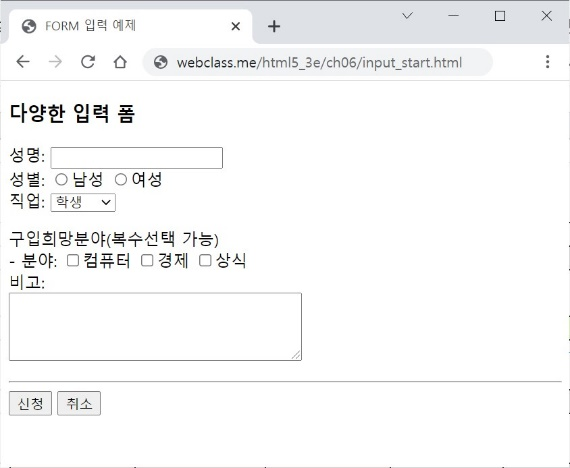 FORM 입력 예제
webclass.me/html5_3e/ch06/input_start.html
다양한 입력 폼
성명:
성별: 남성 여성
직업: 학생
구입희망분야(복수선택 가능)
- 분야: 컴퓨터 경제 상식
비고:
신청 취소